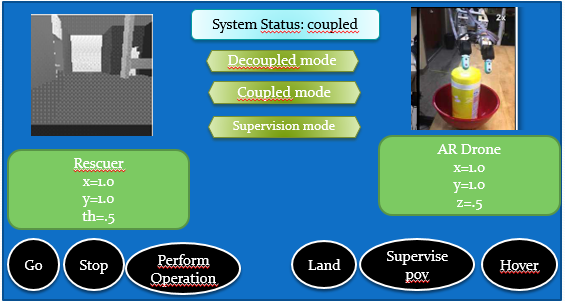 System Status: coupled
2x
Decoupled mode
Coupled mode
Supervision mode
Rescuer
x=1.0
y=1.0
th=.5
AR Drone
x=1.0
y=1.0
z=.5
Go
Stop
Perform
Operation
Land
Supervise
pov
Hover